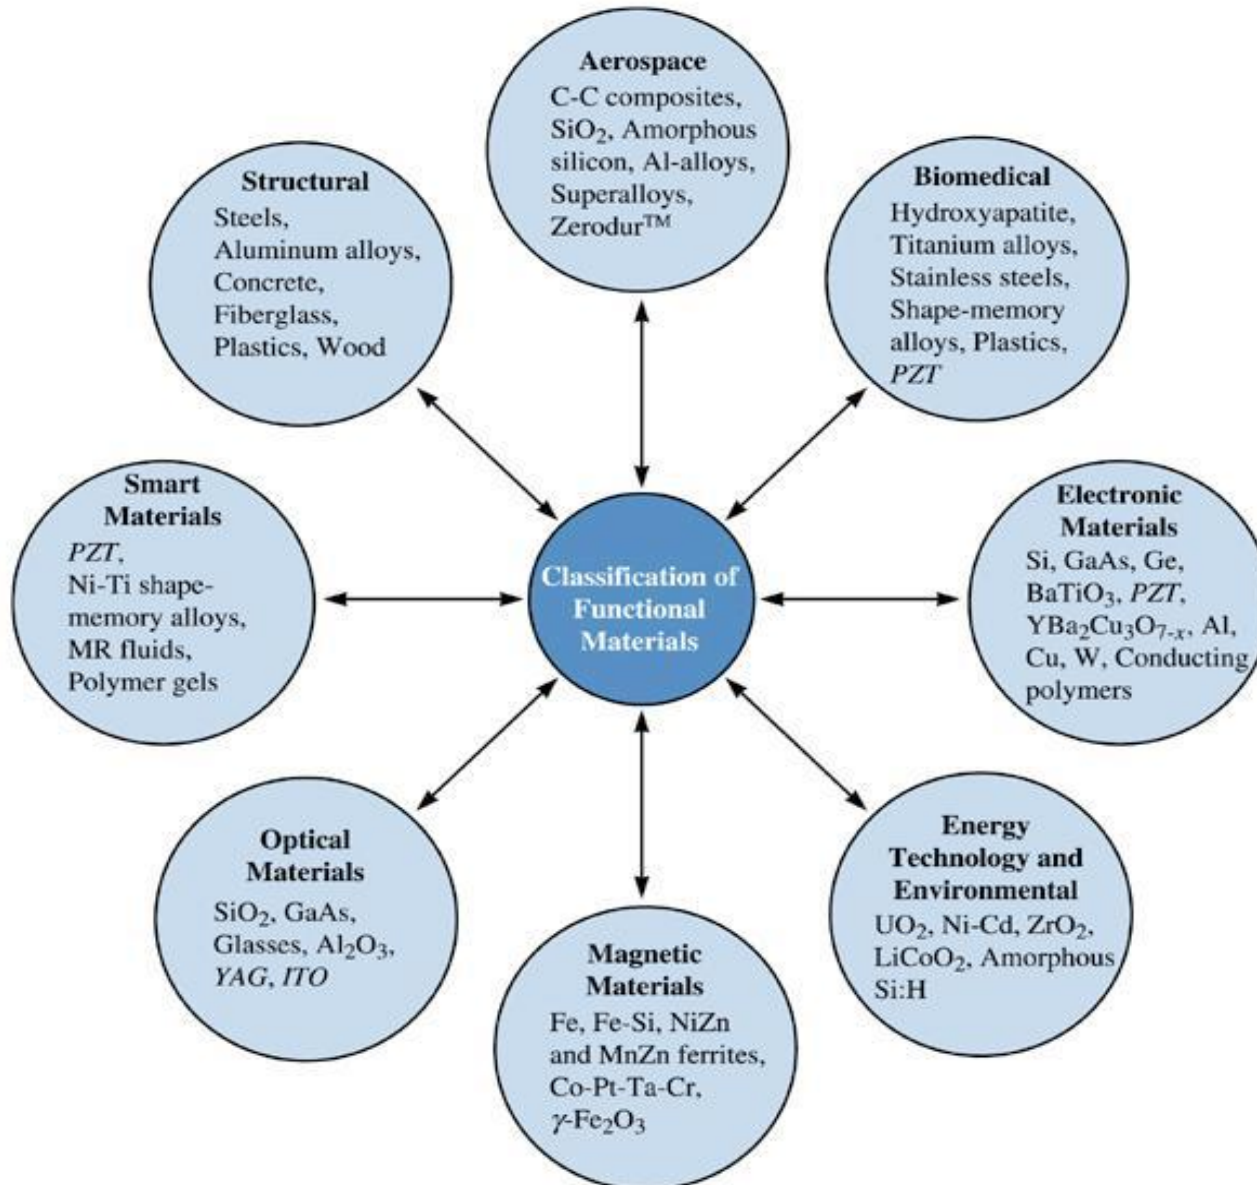 Aerospace
C-C composites,
SiO₂, Amorphous
silicon, Al-alloys,
Superalloys,
Zerodur™
Biomedical
Hydroxyapatite,
Titanium alloys,
Stainless steels,
Shape-memory
alloys, Plastics,
PZT
Electronic
Materials
Si, GaAs, Ge,
BaTiO₃, PZT,
YBa₂Cu₃O₇₋ₓ, Al,
Cu, W, Conducting
polymers
Energy
Technology and
Environmental
UO₂, Ni-Cd, ZrO₂,
LiCoO₂, Amorphous
Si:H
Magnetic
Materials
Fe, Fe-Si, NiZn
and MnZn ferrites,
Co-Pt-Ta-Cr,
γ-Fe₂O₃
Optical
Materials
SiO₂, GaAs,
Glasses, Al₂O₃,
YAG, ITO
Smart
Materials
PZT,
Ni-Ti shape-
memory alloys,
MR fluids,
Polymer gels
Structural
Steels,
Aluminum alloys,
Concrete,
Fiberglass,
Plastics, Wood
Classification of
Functional
Materials